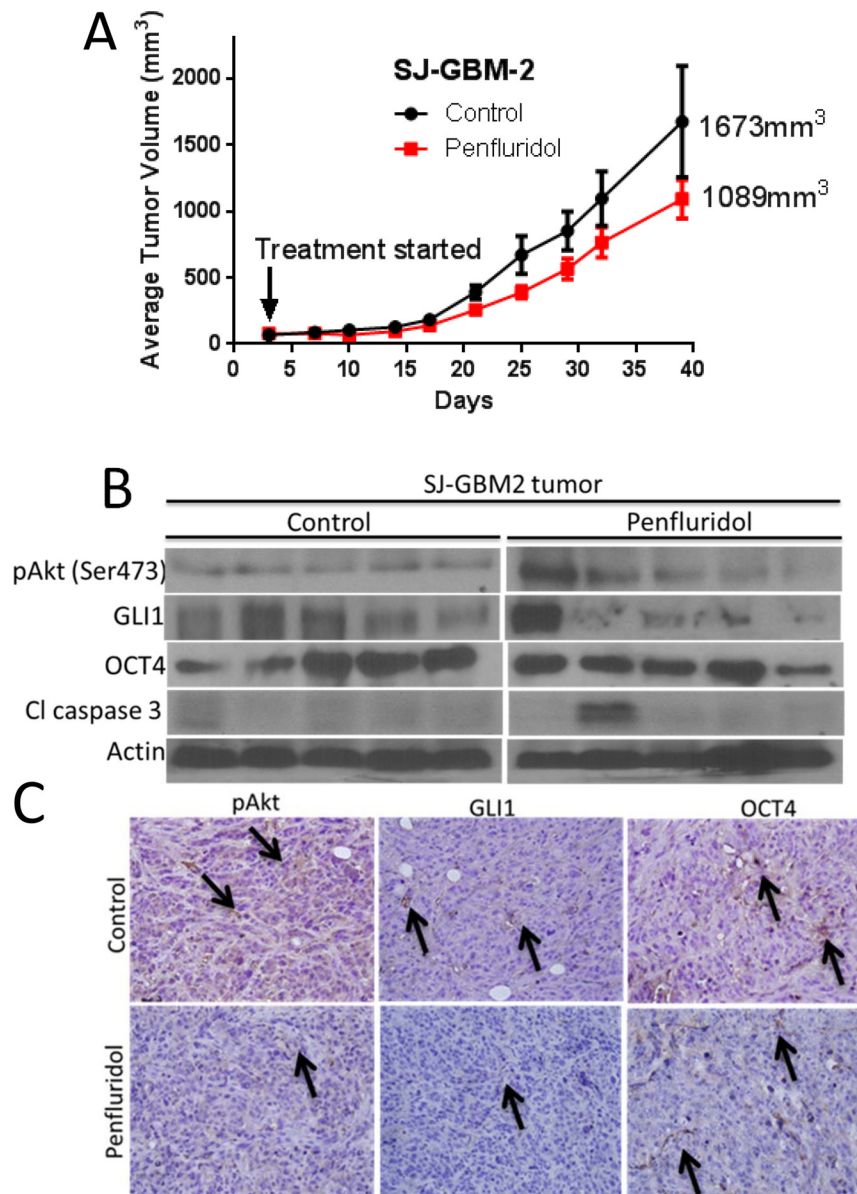 A
Average Tumor Volume (mm³)
2000
1500
1000
500
0
SJ-GBM-2
Control
Penfluridol
1673mm³
1089mm³
Treatment started
0 5 10 15 20 25 30 35 40
Days
B
SJ-GBM2 tumor
Control Penfluridol
pAkt (Ser473)
GLI1
OCT4
Cl caspase 3
Actin
C
pAkt GLI1 OCT4
Control
Penfluridol